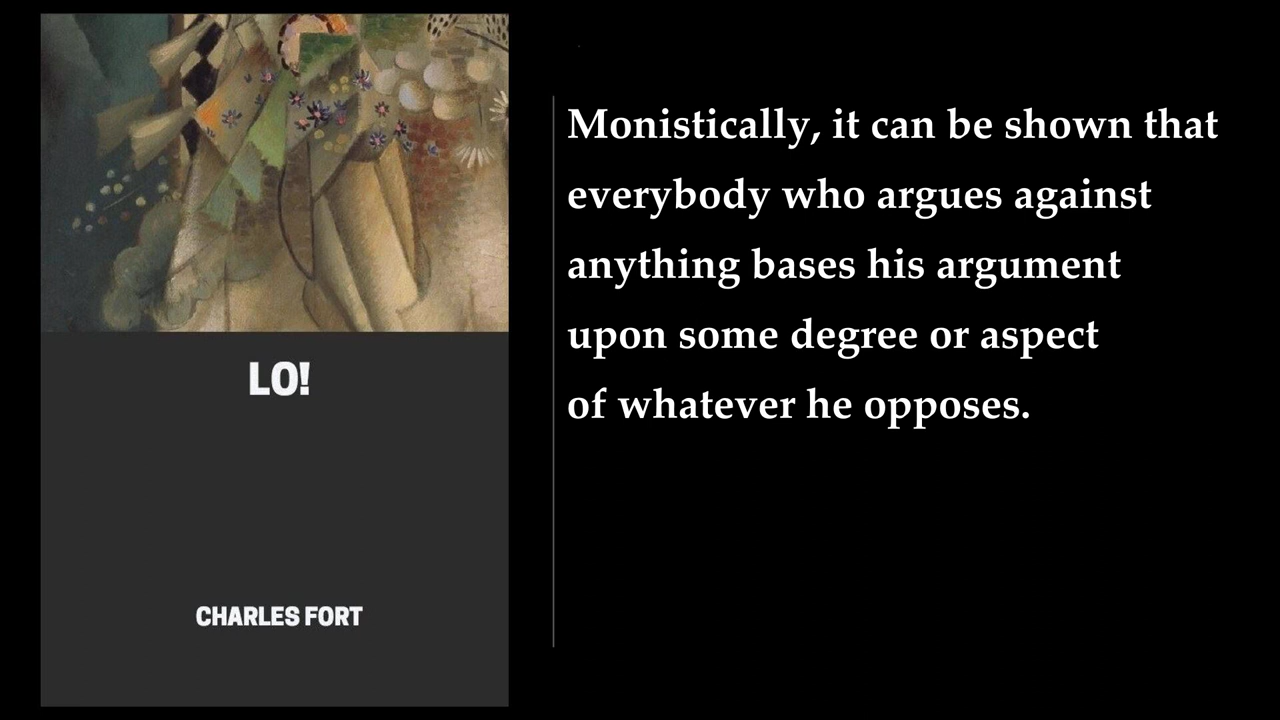 LO!
CHARLES FORT
Monistically, it can be shown that
everybody who argues against
anything bases his argument
upon some degree or aspect
of whatever he opposes.